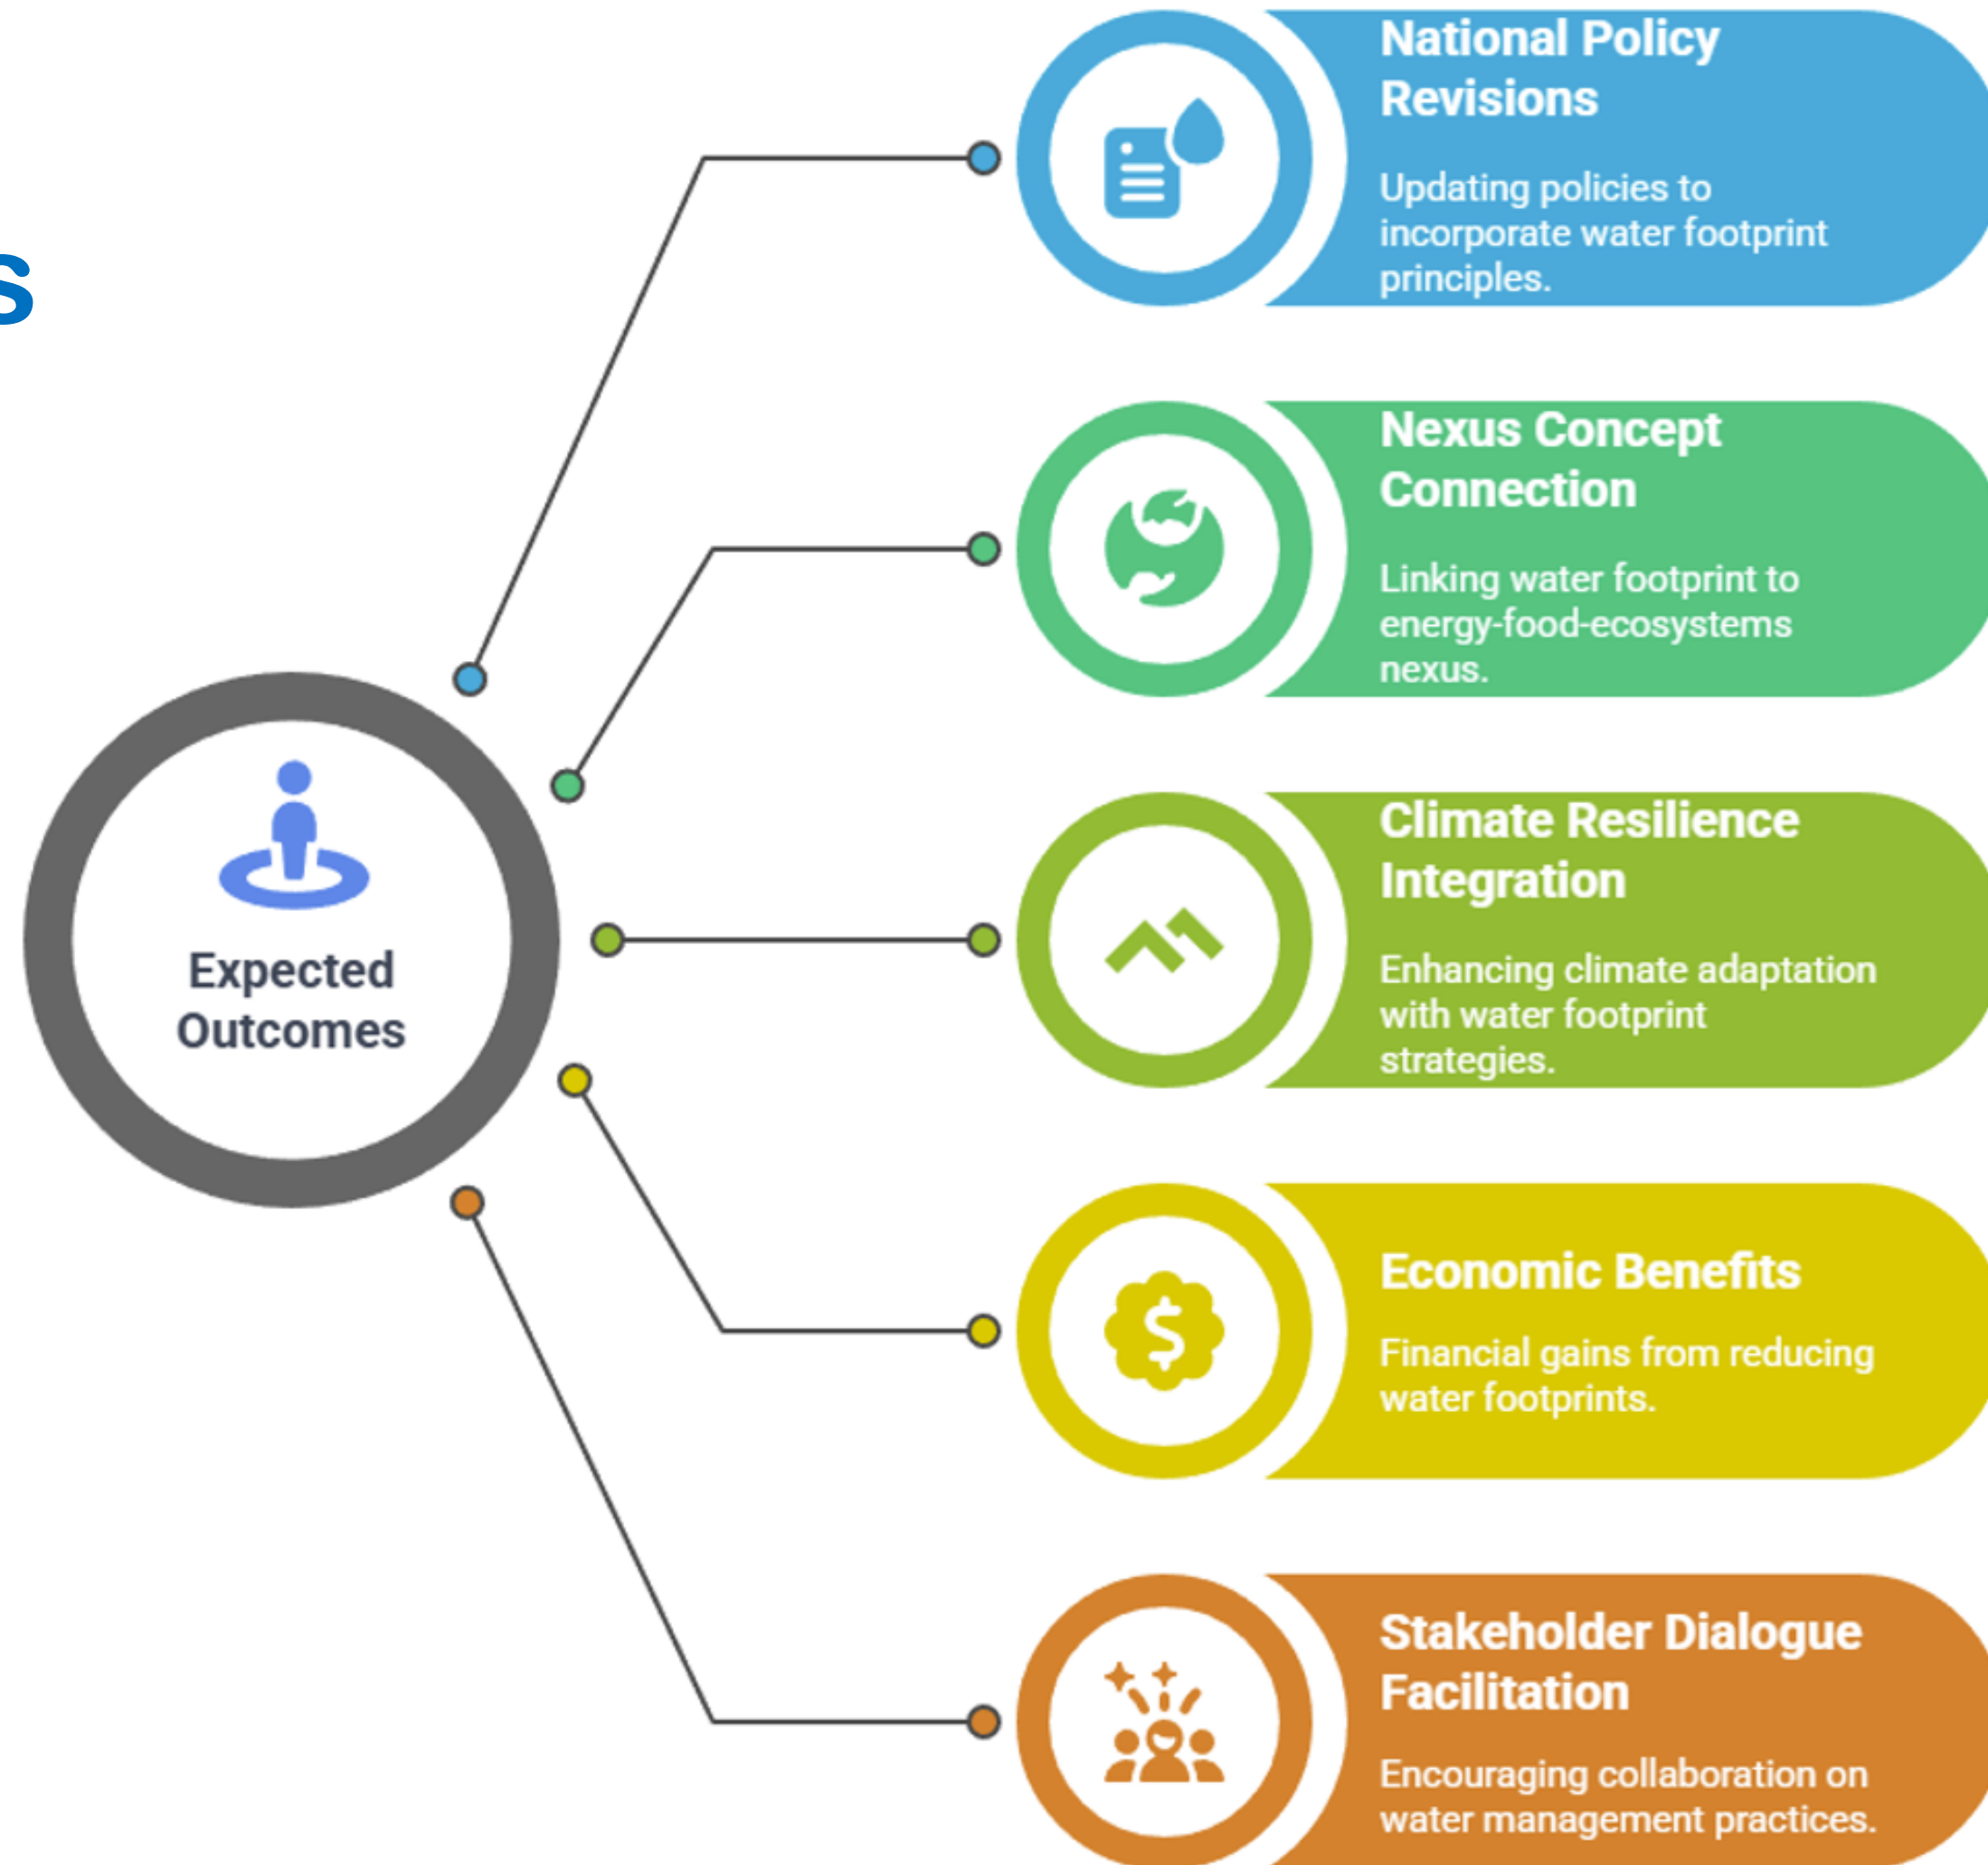 s
Expected
Outcomes
National Policy
Revisions
Updating policies to
incorporate water footprint
principles.
Nexus Concept
Connection
Linking water footprint to
energy-food-ecosystems
nexus.
Climate Resilience
Integration
Enhancing climate adaptation
with water footprint
strategies.
Economic Benefits
Financial gains from reducing
water footprints.
Stakeholder Dialogue
Facilitation
Encouraging collaboration on
water management practices.